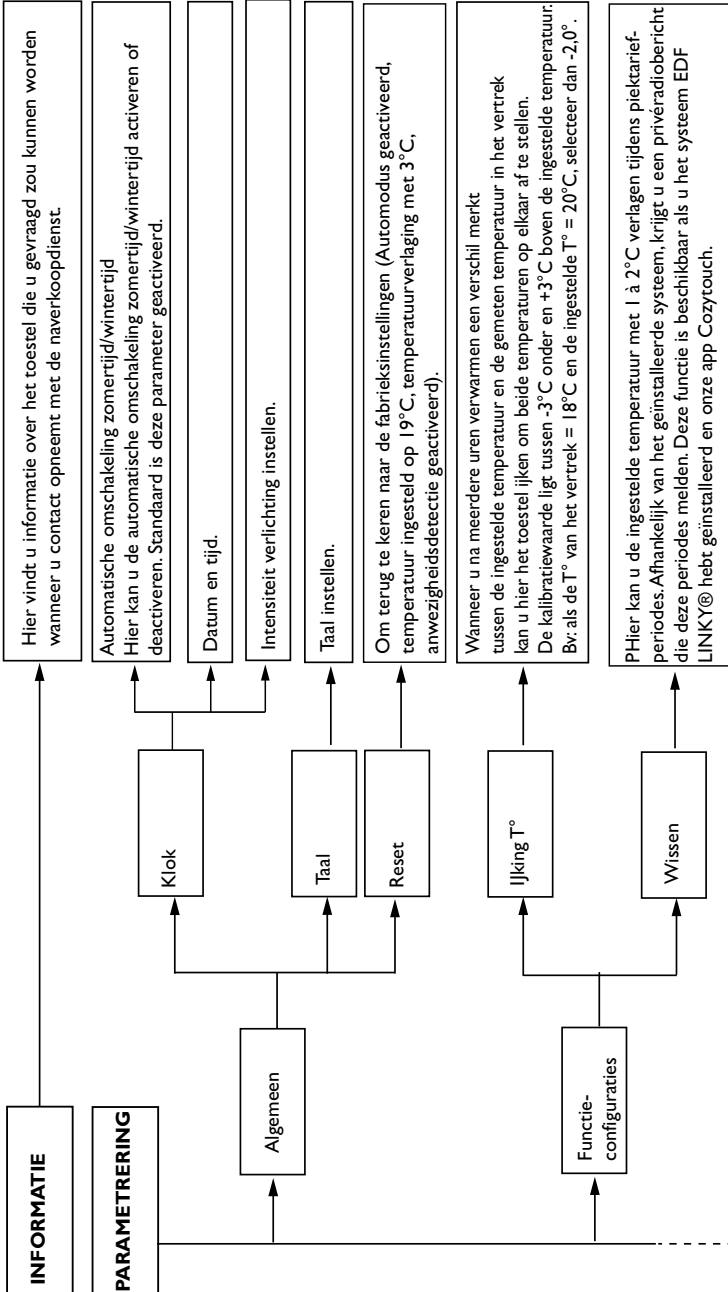 INFORMATIE
Hier vindt u informatie over het toestel die u gevraagd zou kunnen worden
wanneer u contact opneemt met de naverkoopdienst.
PARAMETRERING
Algemeen
Klok
Automatische omschakeling zomertijd/wintertijd
Hier kan u de automatische omschakeling zomertijd/wintertijd activeren of
deactiveren. Standaard is deze parameter geactiveerd.
Datum en tijd.
Intensiteit verlichting instellen.
Taal
Taal instellen.
Reset
Om terug te keren naar de fabrieksinstellingen (Automodus geactiveerd,
temperatuur ingesteld op 19°C, temperatuurverlaging met 3°C,
anwezigheidsdetectie geactiveerd).
Functie-
configuraties
IJking T°
Wanneer u na meerdere uren verwarmen een verschil merkt
tussen de ingestelde temperatuur en de gemeten temperatuur in het vertrek
kan u hier het toestel ijken om beide temperaturen op elkaar af te stellen.
De kalibratiewaarde ligt tussen -3°C onder en +3°C boven de ingestelde temperatuur.
Bv: als de T° van het vertrek = 18°C en de ingestelde T° = 20°C, selecteer dan -2,0°.
Wissen
PHier kan u de ingestelde temperatuur met 1 à 2°C verlagen tijdens piektarief-
periodes. Afhankelijk van het geïnstalleerde systeem, krijgt u een privéradiobericht
die deze periodes melden. Deze functie is beschikbaar als u het systeem EDF
LINKY® hebt geïnstalleerd en onze app Cozytouch.